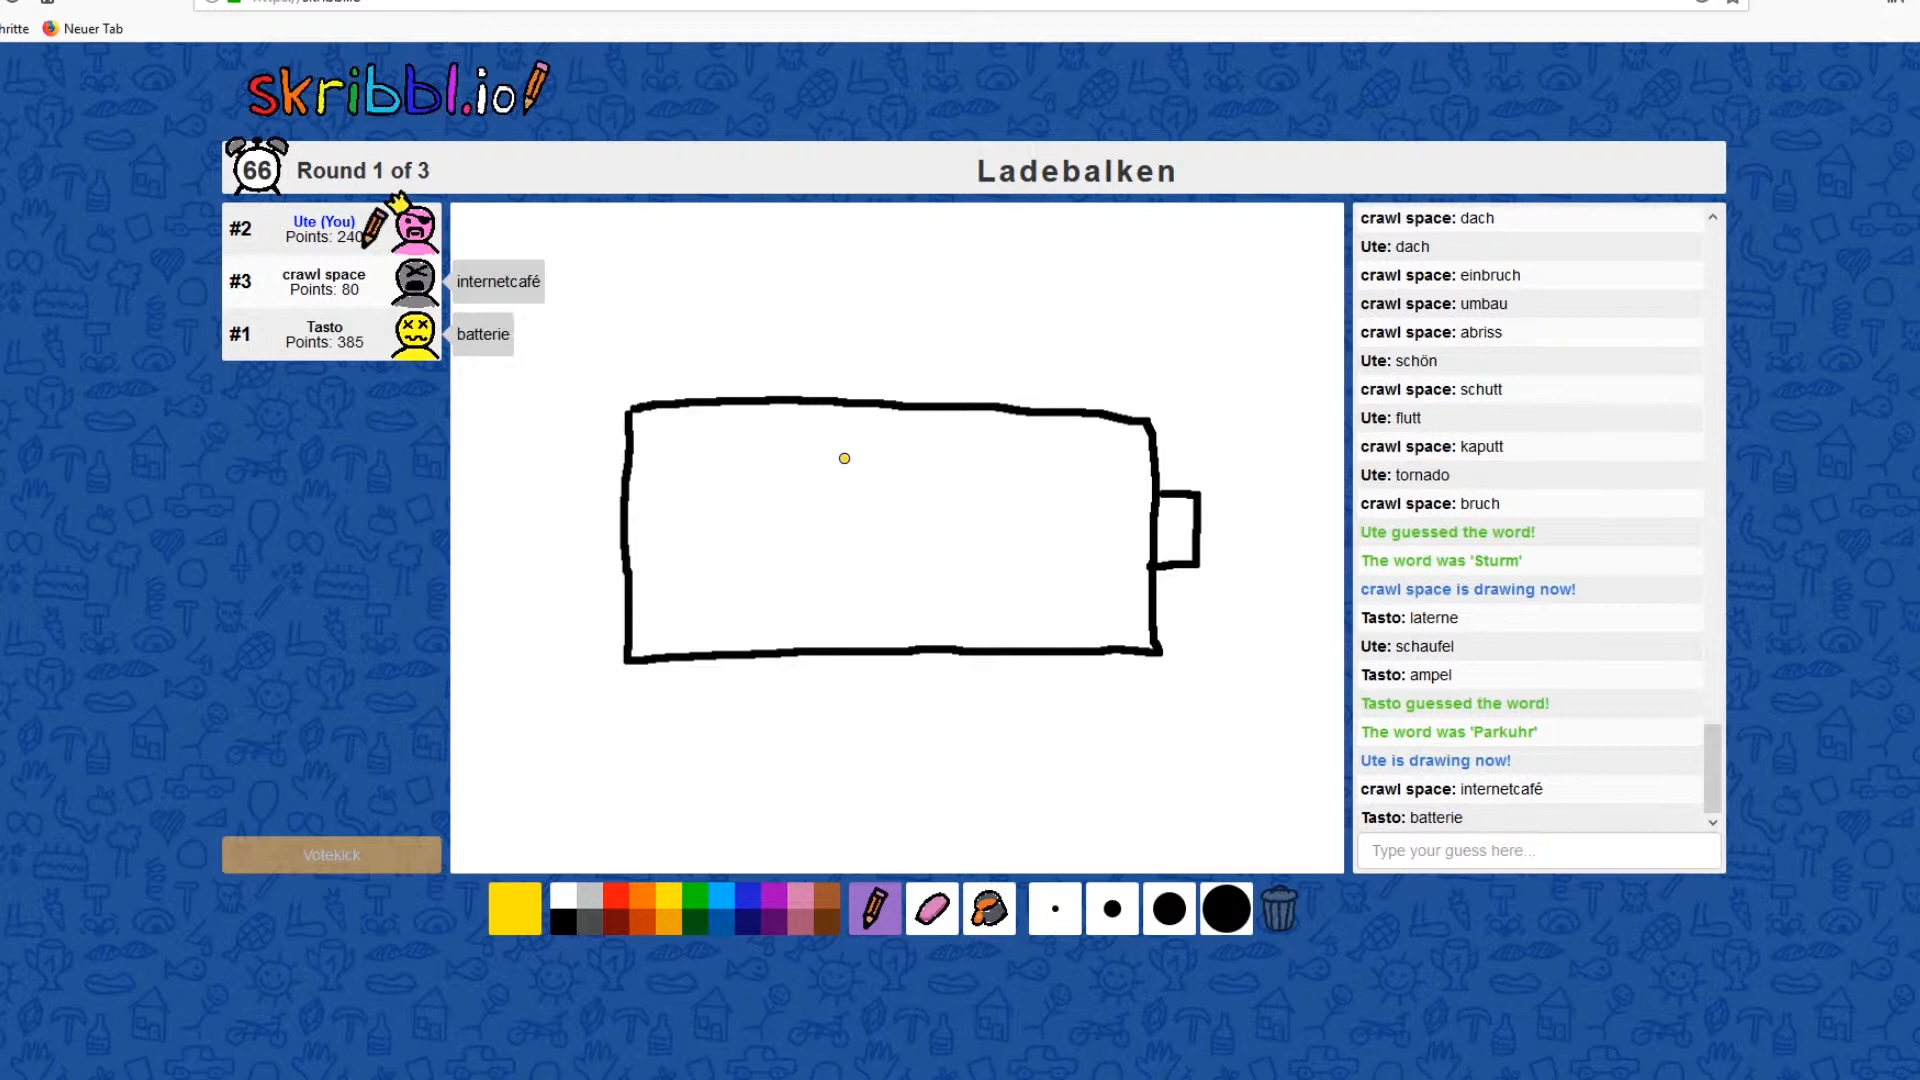 hritte Neuer Tab
skribbl.io
66 Round 1 of 3 Ladebalken
#2 Ute (You)
Points: 240
#3 crawl space
Points: 80
internetcafé
#1 Tasto
Points: 385
batterie
crawl space: dach
Ute: dach
crawl space: einbruch
crawl space: umbau
crawl space: abriss
Ute: schön
crawl space: schutt
Ute: flutt
crawl space: kaputt
Ute: tornado
crawl space: bruch
Ute guessed the word!
The word was 'Sturm'
crawl space is drawing now!
Tasto: laterne
Ute: schaufel
Tasto: ampel
Tasto guessed the word!
The word was 'Parkuhr'
Ute is drawing now!
crawl space: internetcafé
Tasto: batterie
Type your guess here...
Votekick